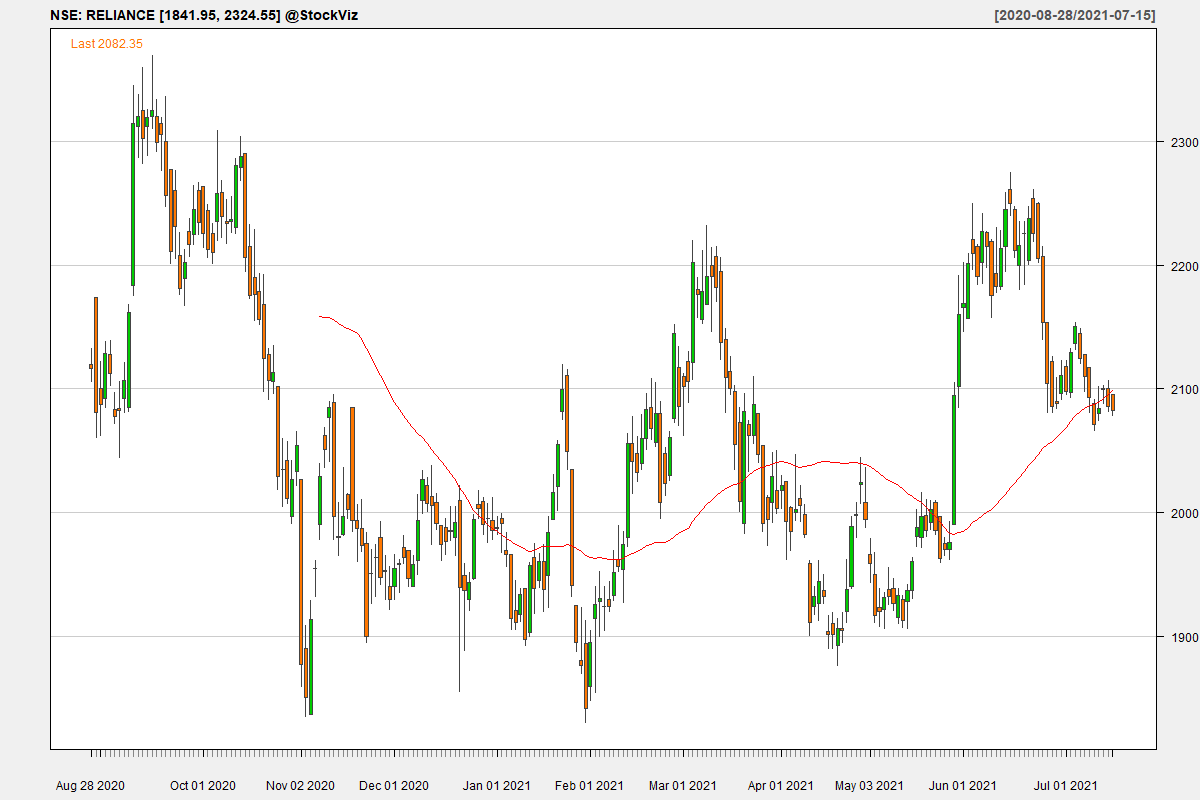 NSE: RELIANCE [1841.95, 2324.55] @StockViz
[2020-08-28/2021-07-15]
Last 2082.35
2300
2200
2100
2000
1900
Aug 28 2020
Oct 01 2020
Nov 02 2020
Dec 01 2020
Jan 01 2021
Feb 01 2021
Mar 01 2021
Apr 01 2021
May 03 2021
Jun 01 2021
Jul 01 2021